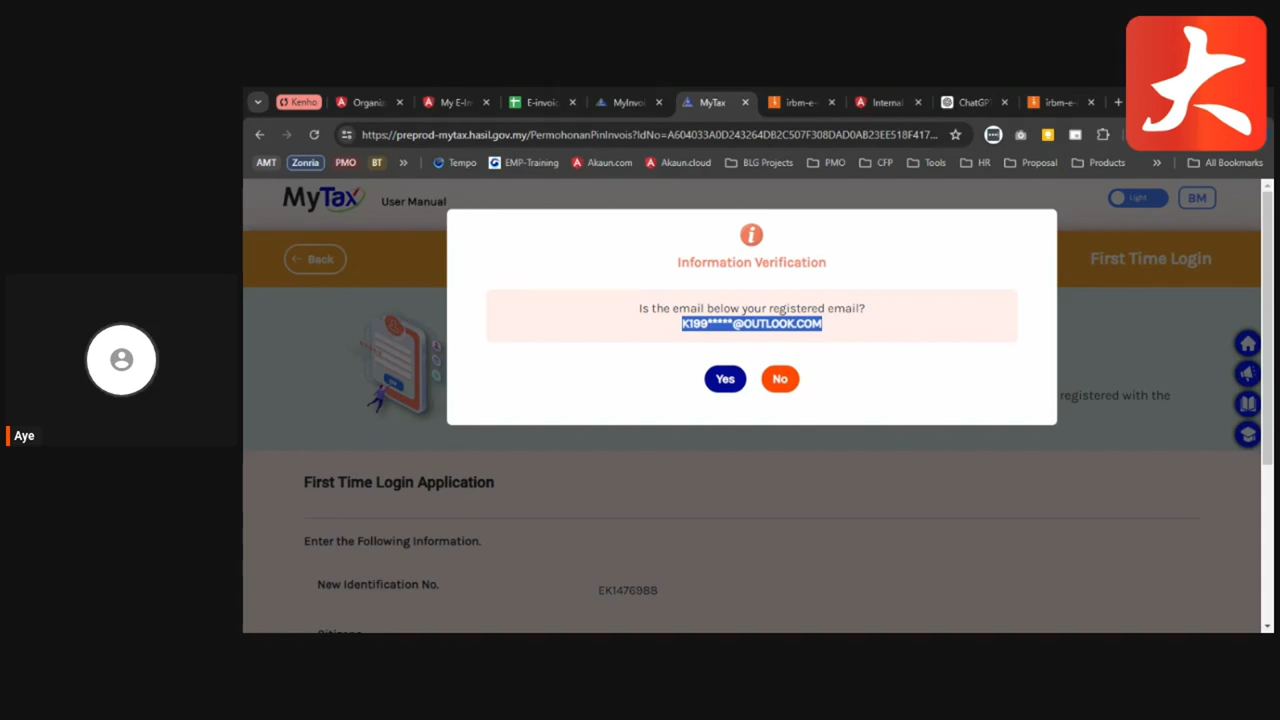 大
Kenho
Organiz
My E-In
E-invoic
MyInvoi
MyTax
irbm-e-
Internal
ChatGP
irbm-e-
https://preprod-mytax.hasil.gov.my/PermohonanPinInvois?IdNo=A604033A0D243264DB2C507F308DAD0AB23EE518F417...
AMT
Zonria
PMO
BT
Tempo
EMP-Training
Akaun.com
Akaun.cloud
BLG Projects
PMO
CFP
Tools
HR
Proposal
Products
All Bookmarks
MyTax
User Manual
Light
BM
Back
First Time Login
Information Verification
Is the email below your registered email?
K199*****@OUTLOOK.COM
Yes
No
registered with the
First Time Login Application
Enter the Following Information.
New Identification No.
EK1476988
Aye